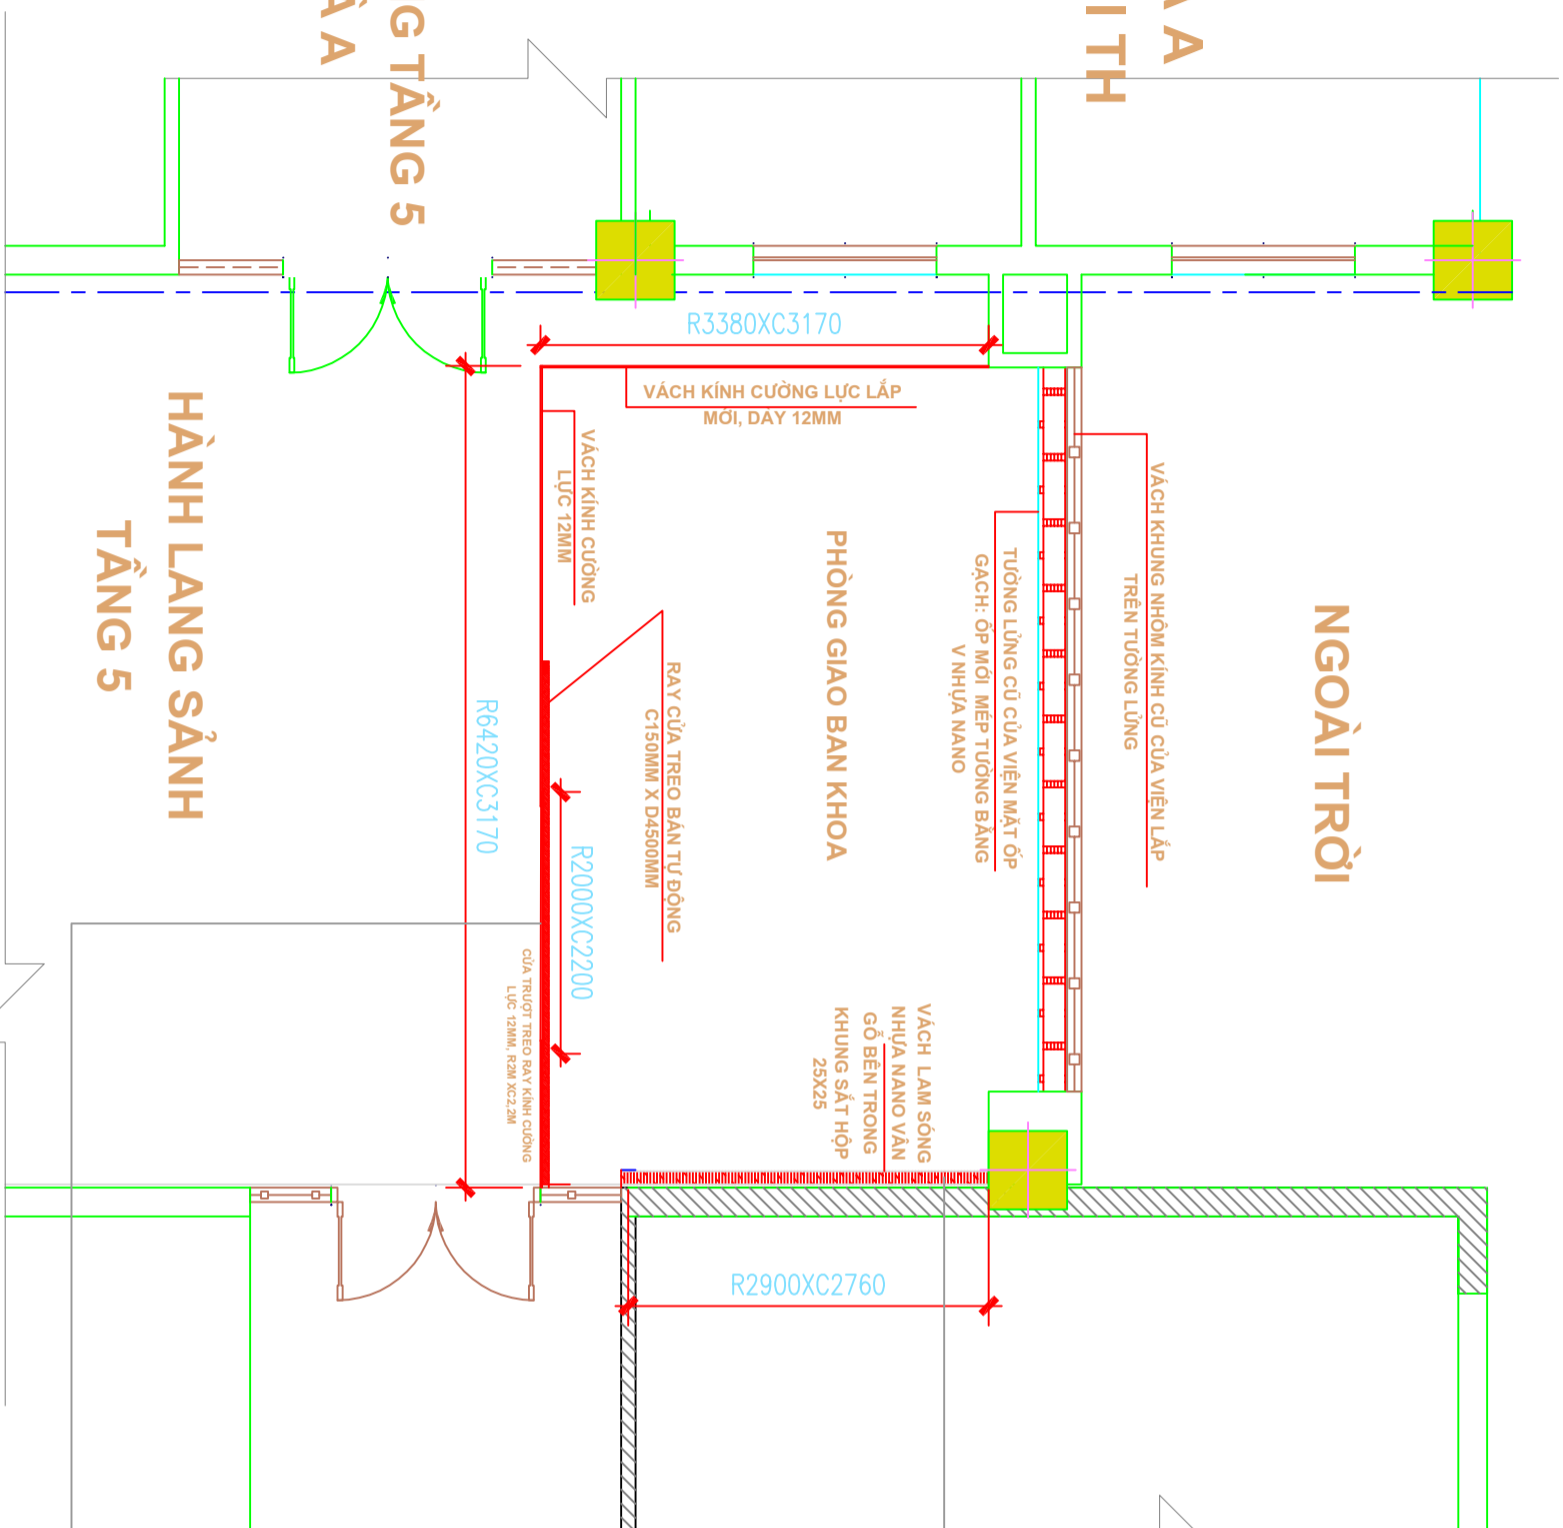 À A
G TẦNG 5
A A
I TH
R3380XC3170
VÁCH KÍNH CƯỜNG LỰC LẮP
MỚI, DÀY 12MM
VÁCH KÍNH CƯỜNG
LỰC 12MM
HÀNH LANG SẢNH
TẦNG 5
RAY CỬA TREO BÁN TỰ ĐỘNG
C150MM X D4500MM
R6420XC3170
R2000XC2200
CỬA TRƯỢT TREO RAY KÍNH CƯỜNG
LỰC 12MM, R2M XC2,2M
PHÒNG GIAO BAN KHOA
TƯỜNG LỬNG CŨ CỦA VIỆN MẶT ỐP
GẠCH: ỐP MỚI MÉP TƯỜNG BẰNG
V NHỰA NANO
VÁCH KHUNG NHÔM KÍNH CŨ CỦA VIỆN LẮP
TRÊN TƯỜNG LỬNG
NGOÀI TRỜI
VÁCH LAM SÓNG
NHỰA NANO VÂN
GỖ BÊN TRONG
KHUNG SẮT HỘP
25X25
R2900XC2760